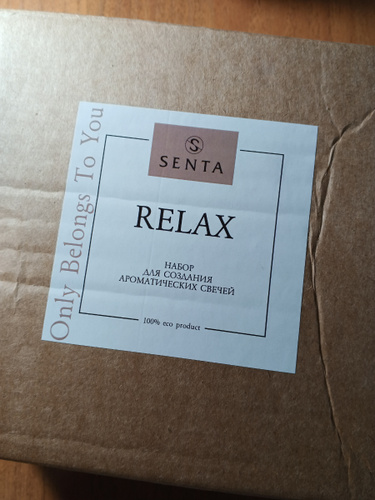 Only Belongs To You
S
SENTA
RELAX
НАБОР
ДЛЯ СОЗДАНИЯ
АРОМАТИЧЕСКИХ СВЕЧЕЙ
100% eco product